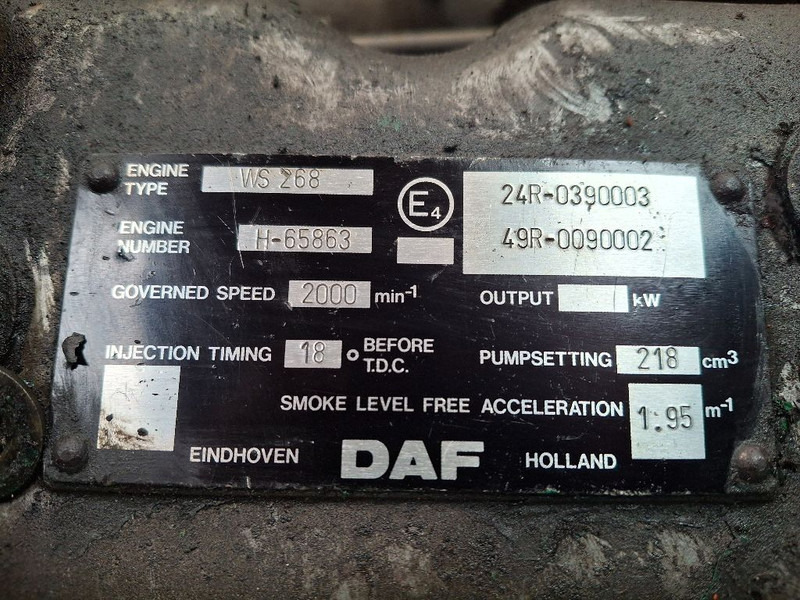 ENGINE TYPE WS 268
E4 24R-0390003
ENGINE NUMBER H-65863
49R-0090002
GOVERNED SPEED 2000 min-1 OUTPUT kW
INJECTION TIMING 18 o BEFORE T.D.C. PUMPSETTING 218 cm3
SMOKE LEVEL FREE ACCELERATION 1.95 m-1
EINDHOVEN DAF HOLLAND